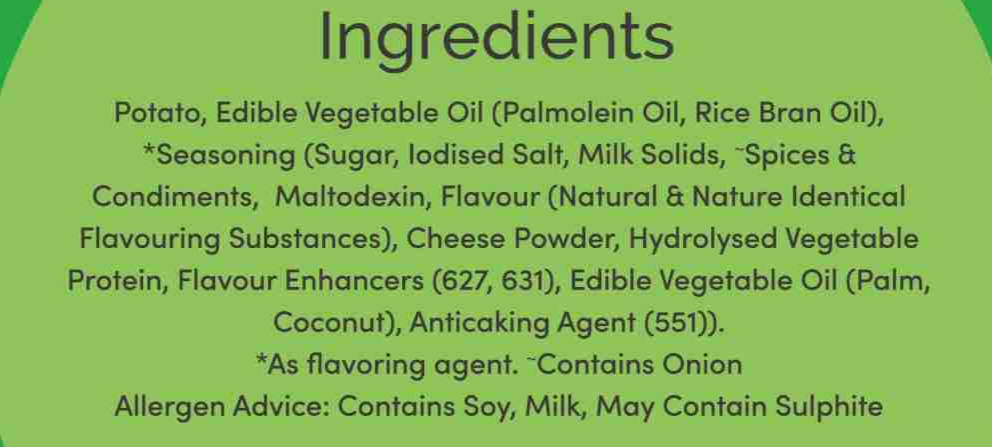 Ingredients
Potato, Edible Vegetable Oil (Palmolein Oil, Rice Bran Oil),
*Seasoning (Sugar, Iodised Salt, Milk Solids, ~Spices &
Condiments, Maltodexin, Flavour (Natural & Nature Identical
Flavouring Substances), Cheese Powder, Hydrolysed Vegetable
Protein, Flavour Enhancers (627, 631), Edible Vegetable Oil (Palm,
Coconut), Anticaking Agent (551)).
*As flavoring agent. ~Contains Onion
Allergen Advice: Contains Soy, Milk, May Contain Sulphite